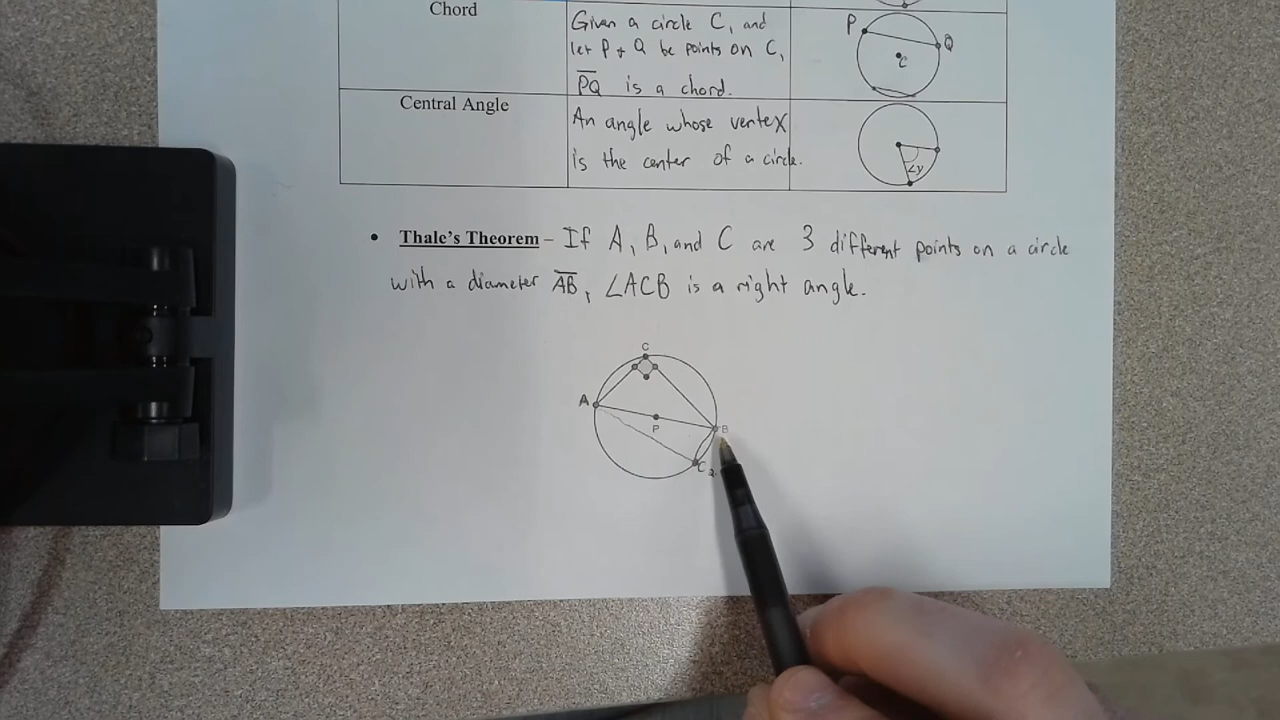 Chord
Given a circle C, and
let P + Q be points on C,
PQ is a chord.
P
Q
C
Central Angle
An angle whose vertex
is the center of a circle.
∠y
• Thale's Theorem – If A, B, and C are 3 different points on a circle
with a diameter AB, ∠ACB is a right angle.
C
A
P
B
C2